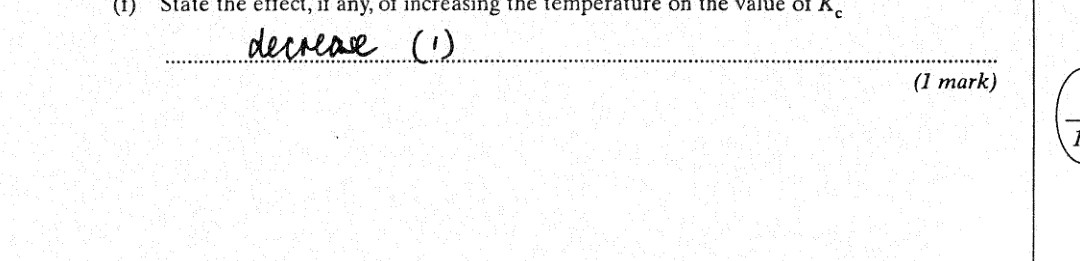 (f) State the effect, if any, of increasing the temperature on the value of Kc
decrease (1)
(1 mark)